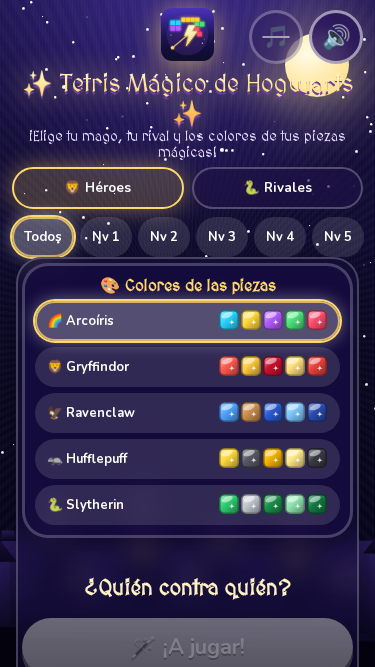 ✨ Tetris Mágico de Hogwarts
✨
¡Elige tu mago, tu rival y los colores de tus piezas
mágicas!
🦁 Héroes
🐍 Rivales
Todos
Nv 1
Nv 2
Nv 3
Nv 4
Nv 5
🎨 Colores de las piezas
🌈 Arcoíris
🦁 Gryffindor
🦅 Ravenclaw
🦡 Hufflepuff
🐍 Slytherin
¿Quién contra quién?
🪄 ¡A jugar!